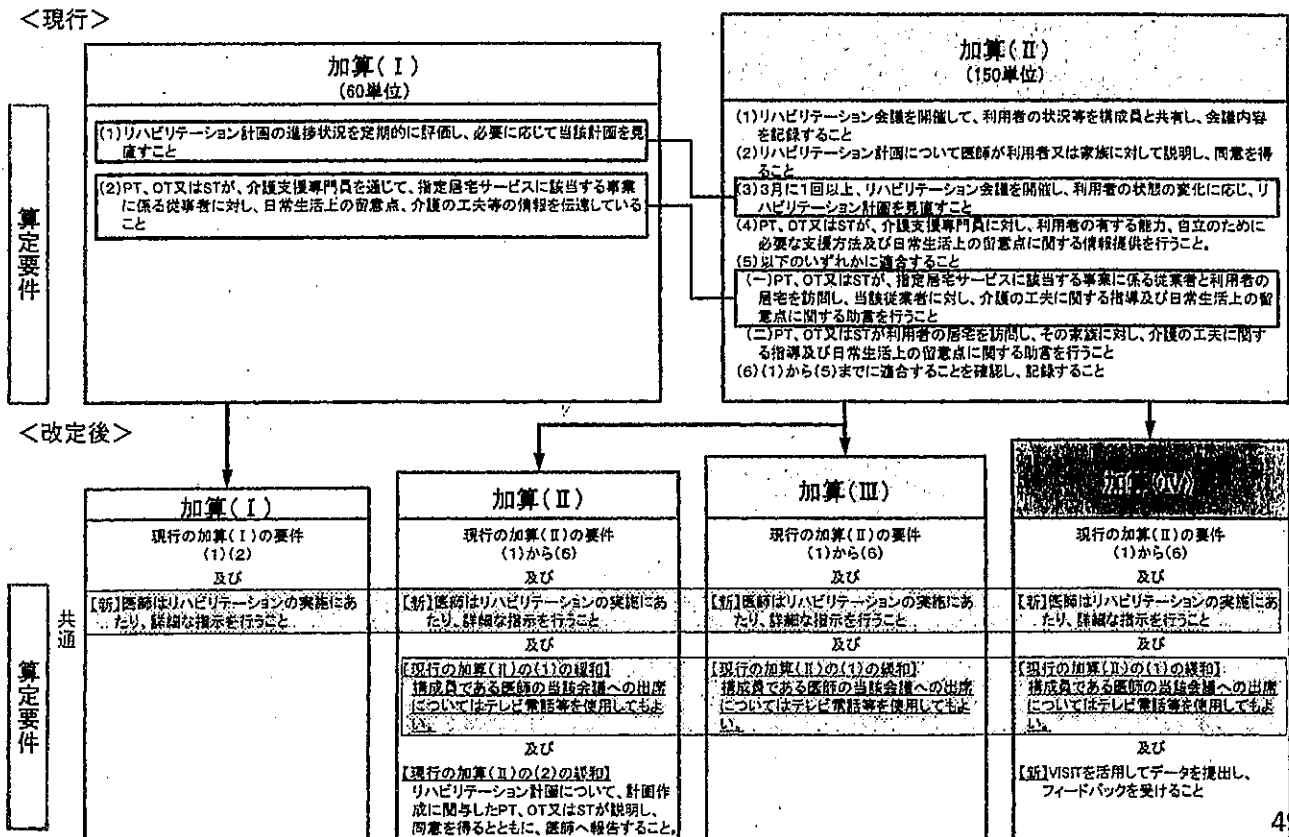 <現行>
加算(Ⅰ)
(60単位)
算定要件
(1)リハビリテーション計画の進捗状況を定期的に評価し、必要に応じて当該計画を見
直すこと
(2)PT、OT又はSTが、介護支援専門員を通じて、指定居宅サービスに該当する事業
に係る従事者に対し、日常生活上の留意点、介護の工夫等の情報を伝達している
こと
加算(Ⅱ)
(150単位)
(1)リハビリテーション会議を開催して、利用者の状況等を構成員と共有し、会議内容
を記録すること
(2)リハビリテーション計画について医師が利用者又は家族に対して説明し、同意を得
ること
(3)3月に1回以上、リハビリテーション会議を開催し、利用者の状態の変化に応じ、リ
ハビリテーション計画を見直すこと
(4)PT、OT又はSTが、介護支援専門員に対し、利用者の有する能力、自立のために
必要な支援方法及び日常生活上の留意点に関する情報提供を行うこと。
(5)以下のいずれかに適合すること
(一)PT、OT又はSTが、指定居宅サービスに該当する事業に係る従業者と利用者の
居宅を訪問し、当該従業者に対し、介護の工夫に関する指導及び日常生活上の留
意点に関する助言を行うこと
(二)PT、OT又はSTが利用者の居宅を訪問し、その家族に対し、介護の工夫に関す
る指導及び日常生活上の留意点に関する助言を行うこと
(6)(1)から(5)までに適合することを確認し、記録すること
<改定後>
算定要件
共通
加算(Ⅰ)
現行の加算(Ⅰ)の要件
(1)(2)
及び
【新】医師はリハビリテーションの実施にあ
たり、詳細な指示を行うこと
加算(Ⅱ)
現行の加算(Ⅱ)の要件
(1)から(6)
及び
【新】医師はリハビリテーションの実施にあ
たり、詳細な指示を行うこと
及び
【現行の加算(Ⅱ)の(1)の緩和】
構成員である医師の当該会議への出席
についてはテレビ電話等を使用してもよ
い。
及び
【現行の加算(Ⅱ)の(2)の緩和】
リハビリテーション計画について、計画作
成に関与したPT、OT又はSTが説明し、
同意を得るとともに、医師へ報告すること。
加算(Ⅲ)
現行の加算(Ⅱ)の要件
(1)から(6)
及び
【新】医師はリハビリテーションの実施にあ
たり、詳細な指示を行うこと
及び
【現行の加算(Ⅱ)の(1)の緩和】
構成員である医師の当該会議への出席
についてはテレビ電話等を使用してもよ
い。
加算(Ⅳ)
現行の加算(Ⅱ)の要件
(1)から(6)
及び
【新】医師はリハビリテーションの実施にあ
たり、詳細な指示を行うこと
及び
【現行の加算(Ⅱ)の(1)の緩和】
構成員である医師の当該会議への出席
についてはテレビ電話等を使用してもよ
い。
及び
【新】VISITを活用してデータを提出し、
フィードバックを受けること